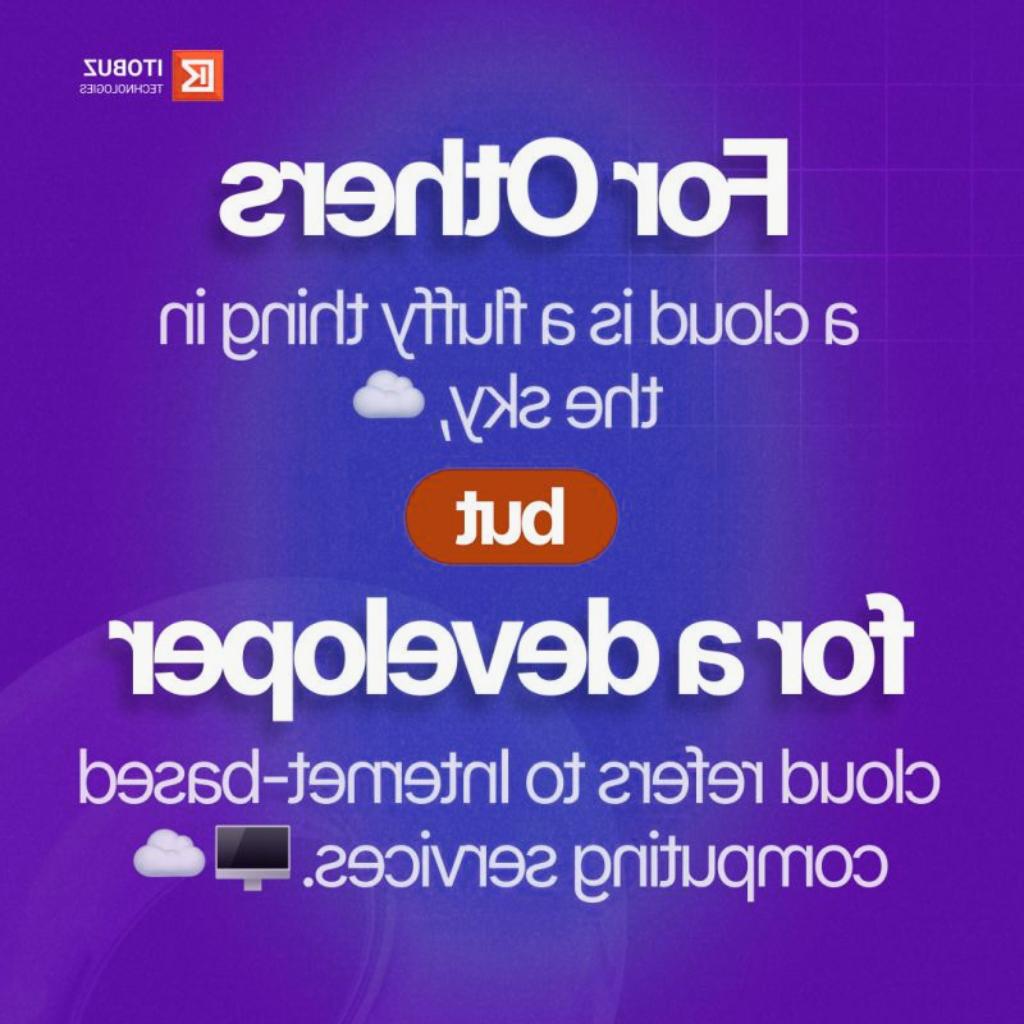 ITOBUZ
TECHNOLOGIES
For Others
a cloud is a fluffy thing in
the sky, ☁️
but
for a developer
cloud refers to Internet-based
computing services. 🖥️☁️